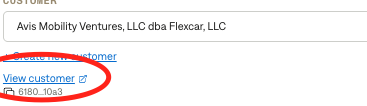 CUSTOMER
Avis Mobility Ventures, LLC dba Flexcar, LLC
+ Create new customer
View customer
6180...10a3